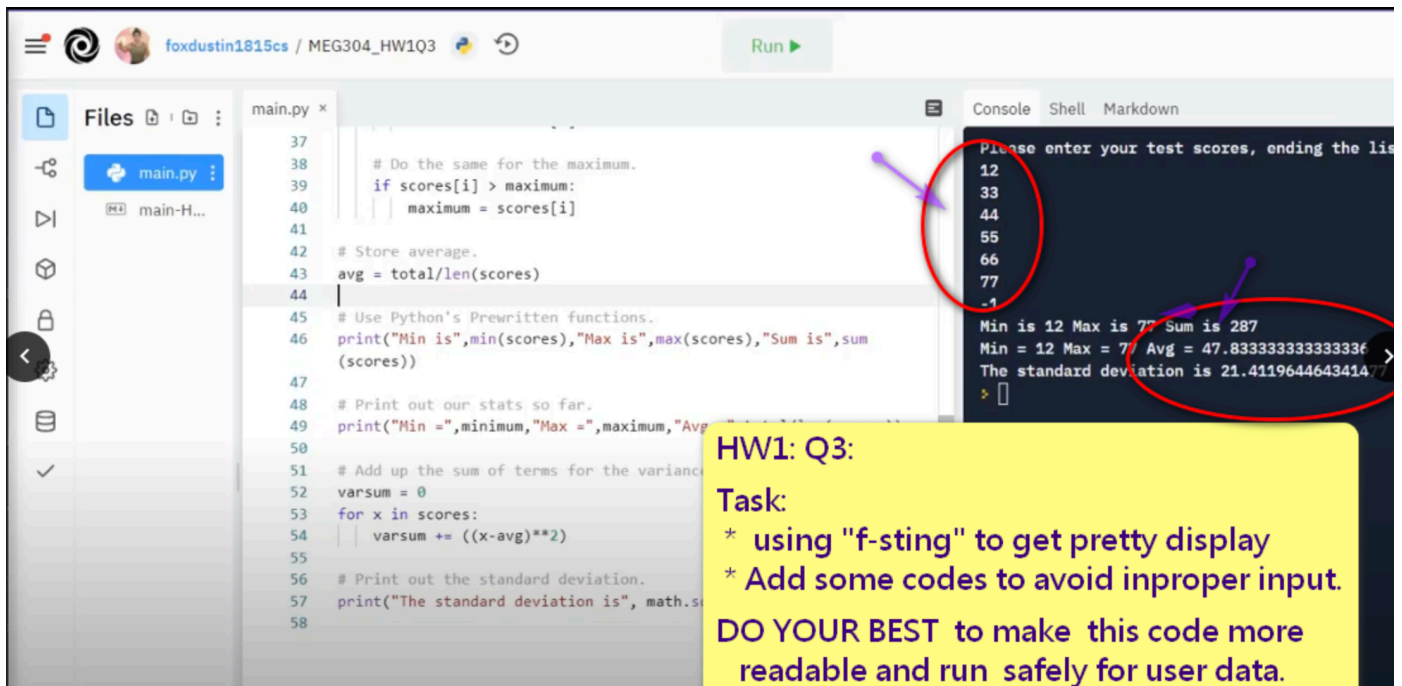 foxdustin1815cs / MEG304_HW1Q3
Run
Files
main.py
main-H...
main.py ×
37
38 # Do the same for the maximum.
39 if scores[i] > maximum:
40 maximum = scores[i]
41
42 # Store average.
43 avg = total/len(scores)
44
45 # Use Python's Prewritten functions.
46 print("Min is",min(scores),"Max is",max(scores),"Sum is",sum
(scores))
47
48 # Print out our stats so far.
49 print("Min =",minimum,"Max =",maximum,"Avg
50
51 # Add up the sum of terms for the variance
52 varsum = 0
53 for x in scores:
54 varsum += ((x-avg)**2)
55
56 # Print out the standard deviation.
57 print("The standard deviation is", math.s
58
Console Shell Markdown
Please enter your test scores, ending the lis
12
33
44
55
66
77
-1
Min is 12 Max is 77 Sum is 287
Min = 12 Max = 77 Avg = 47.833333333333336
The standard deviation is 21.411964464341477
HW1: Q3:
Task:
* using "f-sting" to get pretty display
* Add some codes to avoid inproper input.
DO YOUR BEST to make this code more
readable and run safely for user data.